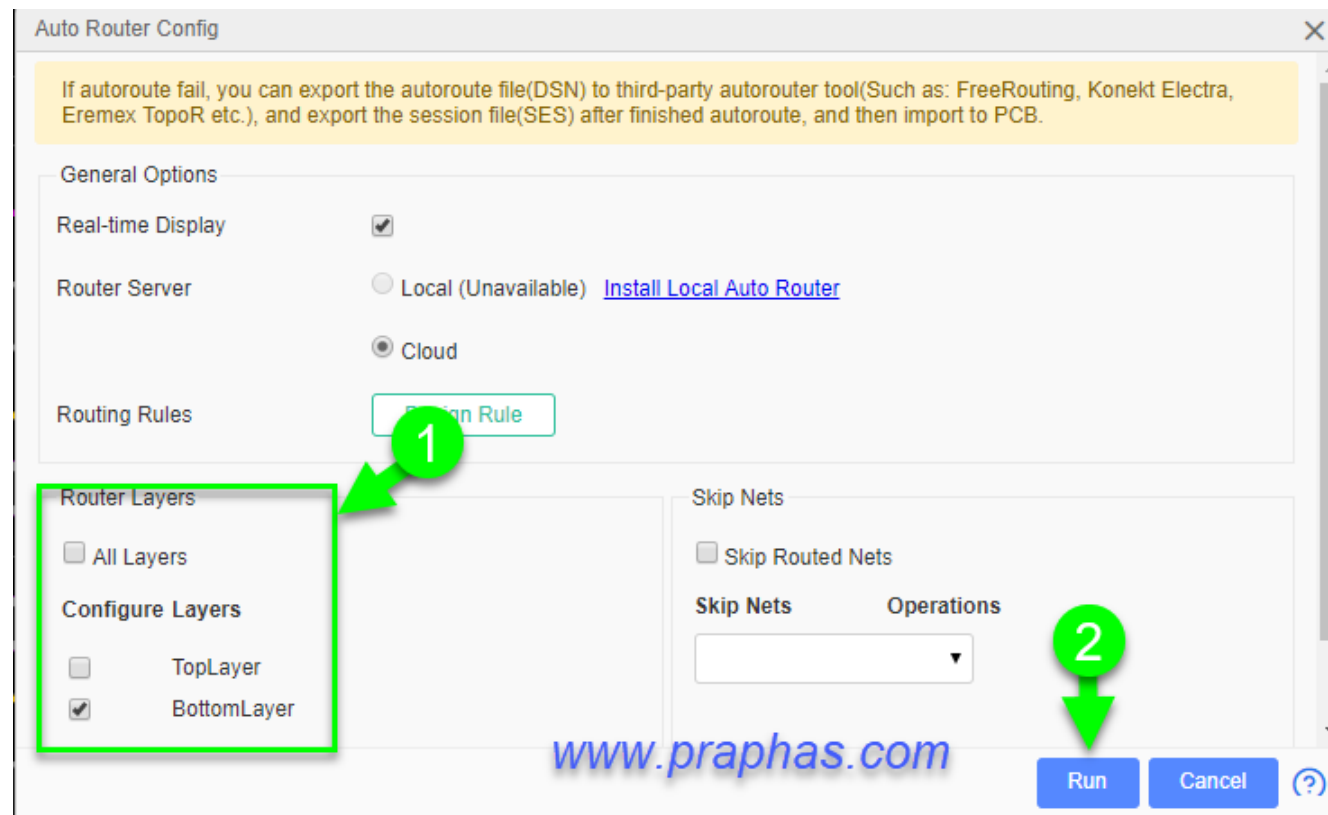 Auto Router Config
If autoroute fail, you can export the autoroute file(DSN) to third-party autorouter tool(Such as: FreeRouting, Konekt Electra,
Eremex TopoR etc.), and export the session file(SES) after finished autoroute, and then import to PCB.
General Options
Real-time Display
Router Server
Local (Unavailable) Install Local Auto Router
Cloud
Routing Rules
Rule
1
Router Layers
All Layers
Configure Layers
TopLayer
BottomLayer
Skip Nets
Skip Routed Nets
Skip Nets Operations
2
www.praphas.com
Run Cancel ?